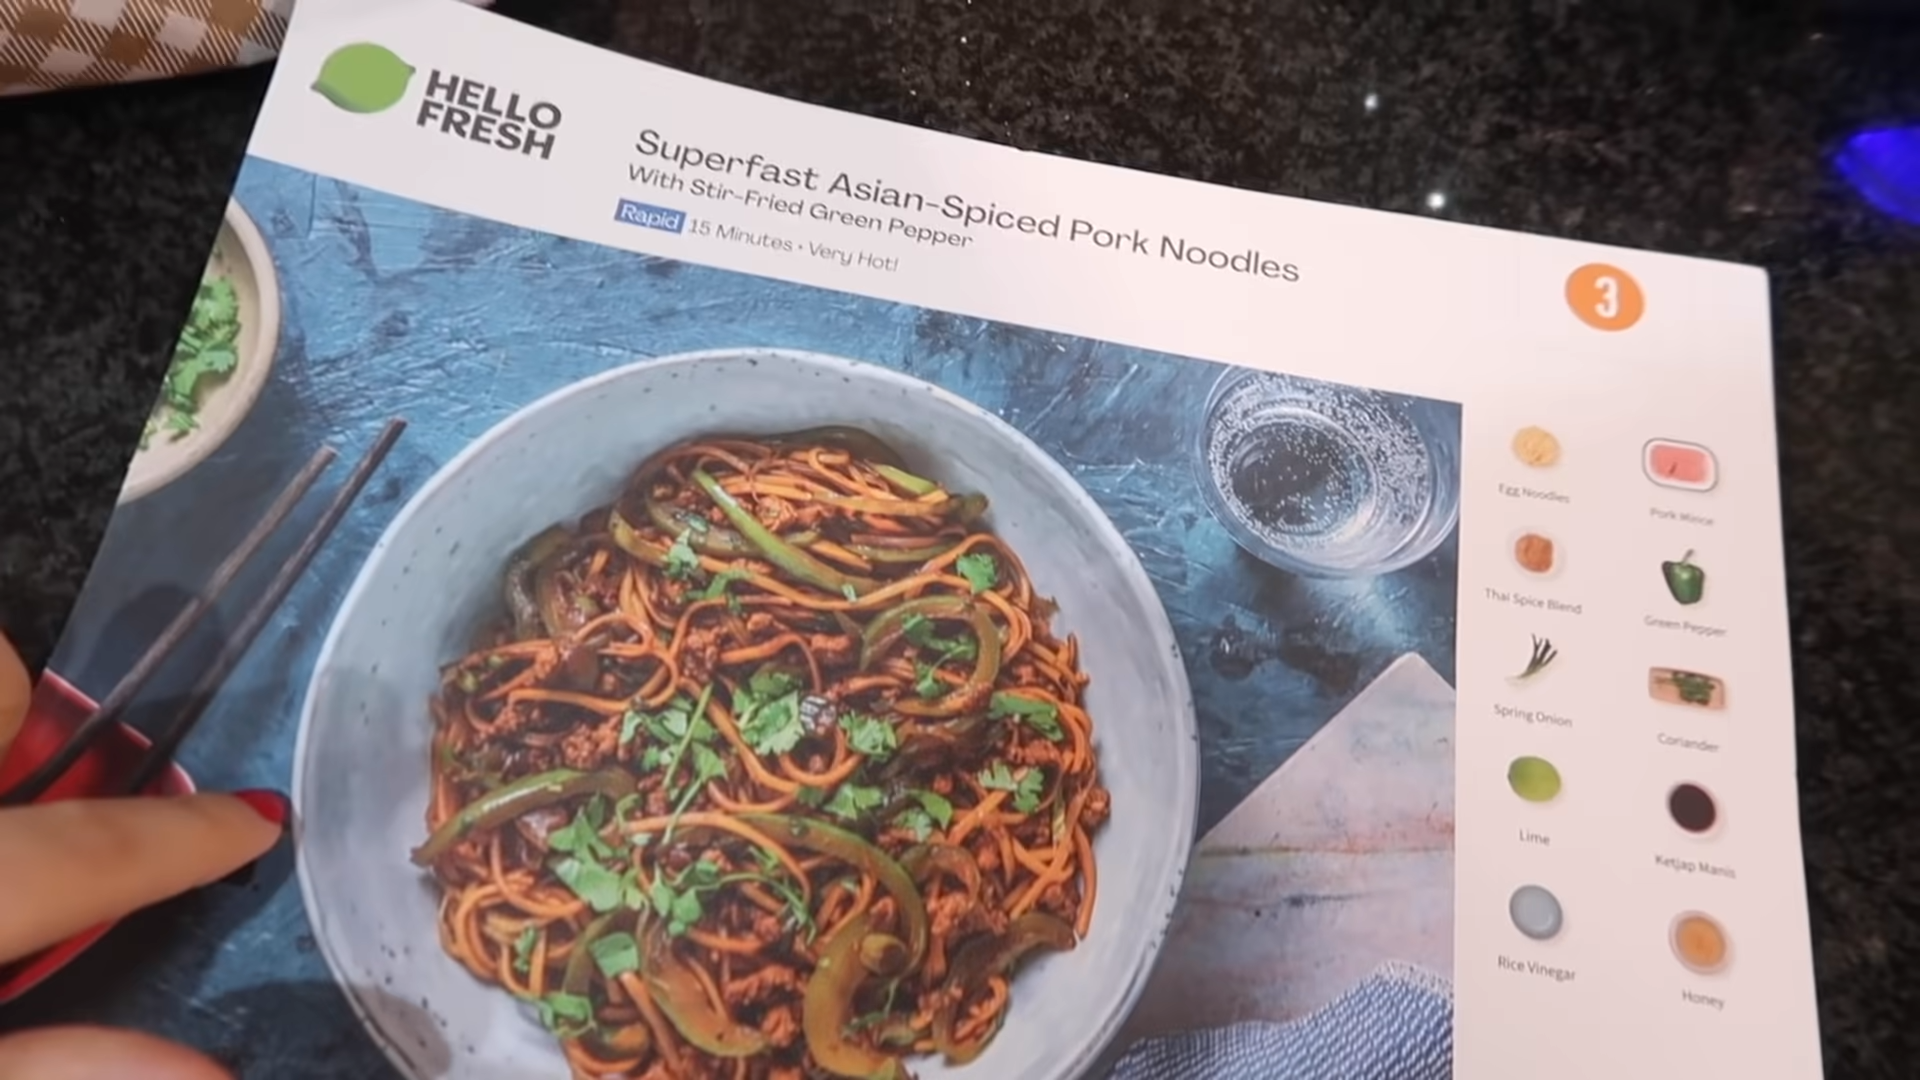 HELLO
FRESH
Superfast Asian-Spiced Pork Noodles
With Stir-Fried Green Pepper
Rapid 15 Minutes • Very Hot!
3
Egg Noodles
Pork Mince
Thai Spice Blend
Green Pepper
Spring Onion
Coriander
Lime
Ketjap Manis
Rice Vinegar
Honey